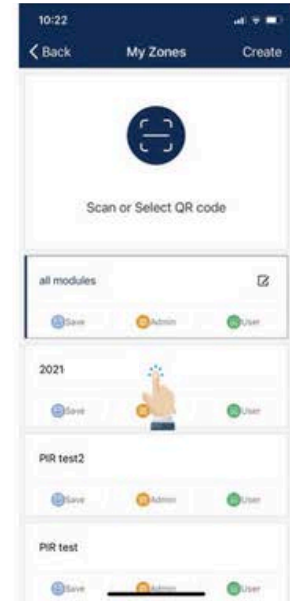 10:22
Back My Zones Create
Scan or Select QR code
all modules
Save Admin User
2021
Save User
PIR test2
Save Admin User
PIR test
Save Admin User